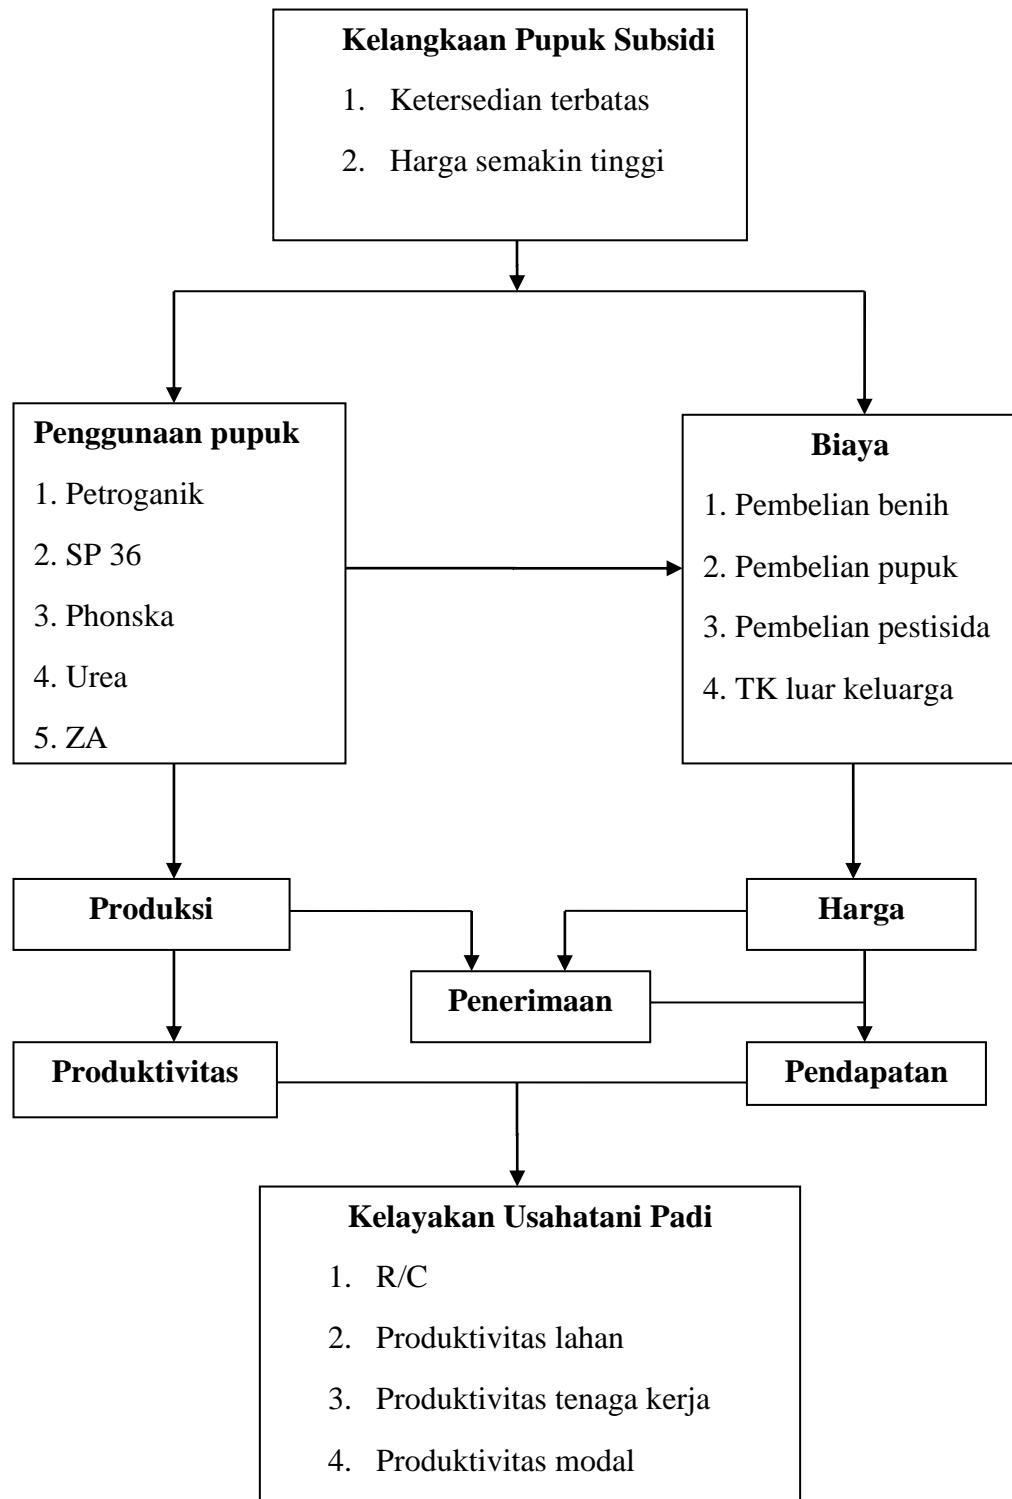 Kelangkaan Pupuk Subsidi
1. Ketersedian terbatas
2. Harga semakin tinggi
Penggunaan pupuk
1. Petroganik
2. SP 36
3. Phonska
4. Urea
5. ZA
Biaya
1. Pembelian benih
2. Pembelian pupuk
3. Pembelian pestisida
4. TK luar keluarga
Produksi
Harga
Penerimaan
Produktivitas
Pendapatan
Kelayakan Usahatani Padi
1. R/C
2. Produktivitas lahan
3. Produktivitas tenaga kerja
4. Produktivitas modal